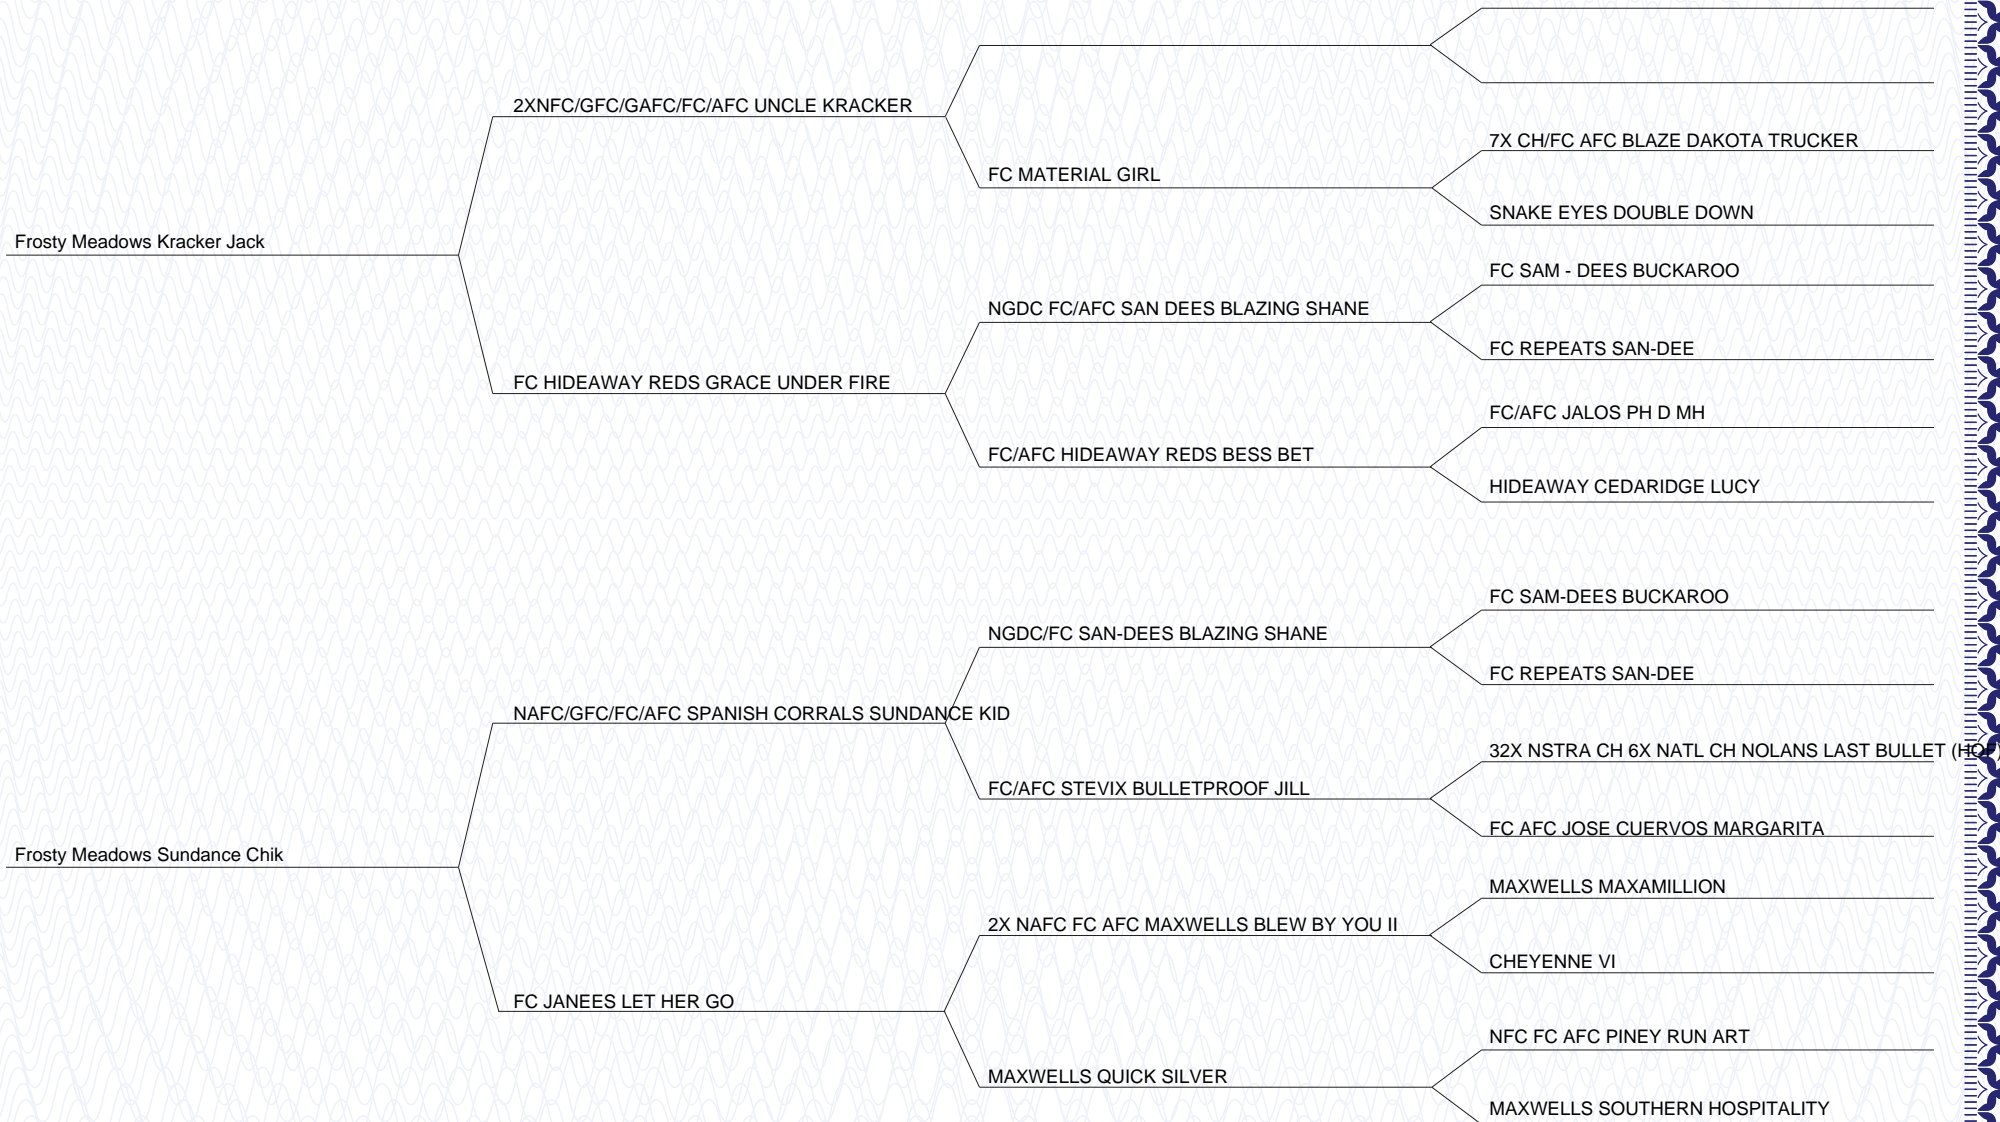 2XNFC/GFC/GAFC/FC/AFC UNCLE KRACKER
7X CH/FC AFC BLAZE DAKOTA TRUCKER
FC MATERIAL GIRL
SNAKE EYES DOUBLE DOWN
Frosty Meadows Kracker Jack
FC SAM - DEES BUCKAROO
NGDC FC/AFC SAN DEES BLAZING SHANE
FC REPEATS SAN-DEE
FC HIDEAWAY REDS GRACE UNDER FIRE
FC/AFC JALOS PH D MH
FC/AFC HIDEAWAY REDS BESS BET
HIDEAWAY CEDARIDGE LUCY
FC SAM-DEES BUCKAROO
NGDC/FC SAN-DEES BLAZING SHANE
FC REPEATS SAN-DEE
NAFC/GFC/FC/AFC SPANISH CORRALS SUNDANCE KID
32X NSTRA CH 6X NATL CH NOLANS LAST BULLET (HOF)
FC/AFC STEVIX BULLETPROOF JILL
FC AFC JOSE CUERVOS MARGARITA
Frosty Meadows Sundance Chik
MAXWELLS MAXAMILLION
2X NAFC FC AFC MAXWELLS BLEW BY YOU II
CHEYENNE VI
FC JANEES LET HER GO
NFC FC AFC PINEY RUN ART
MAXWELLS QUICK SILVER
MAXWELLS SOUTHERN HOSPITALITY